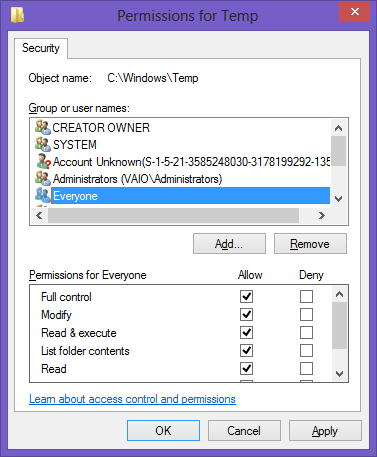 Permissions for Temp
Security
Object name: C:\Windows\Temp
Group or user names:
CREATOR OWNER
SYSTEM
Account Unknown(S-1-5-21-3585248030-3178199292-135
Administrators (VAIO\Administrators)
Everyone
Add... Remove
Permissions for Everyone Allow Deny
Full control
Modify
Read & execute
List folder contents
Read
Learn about access control and permissions
OK Cancel Apply